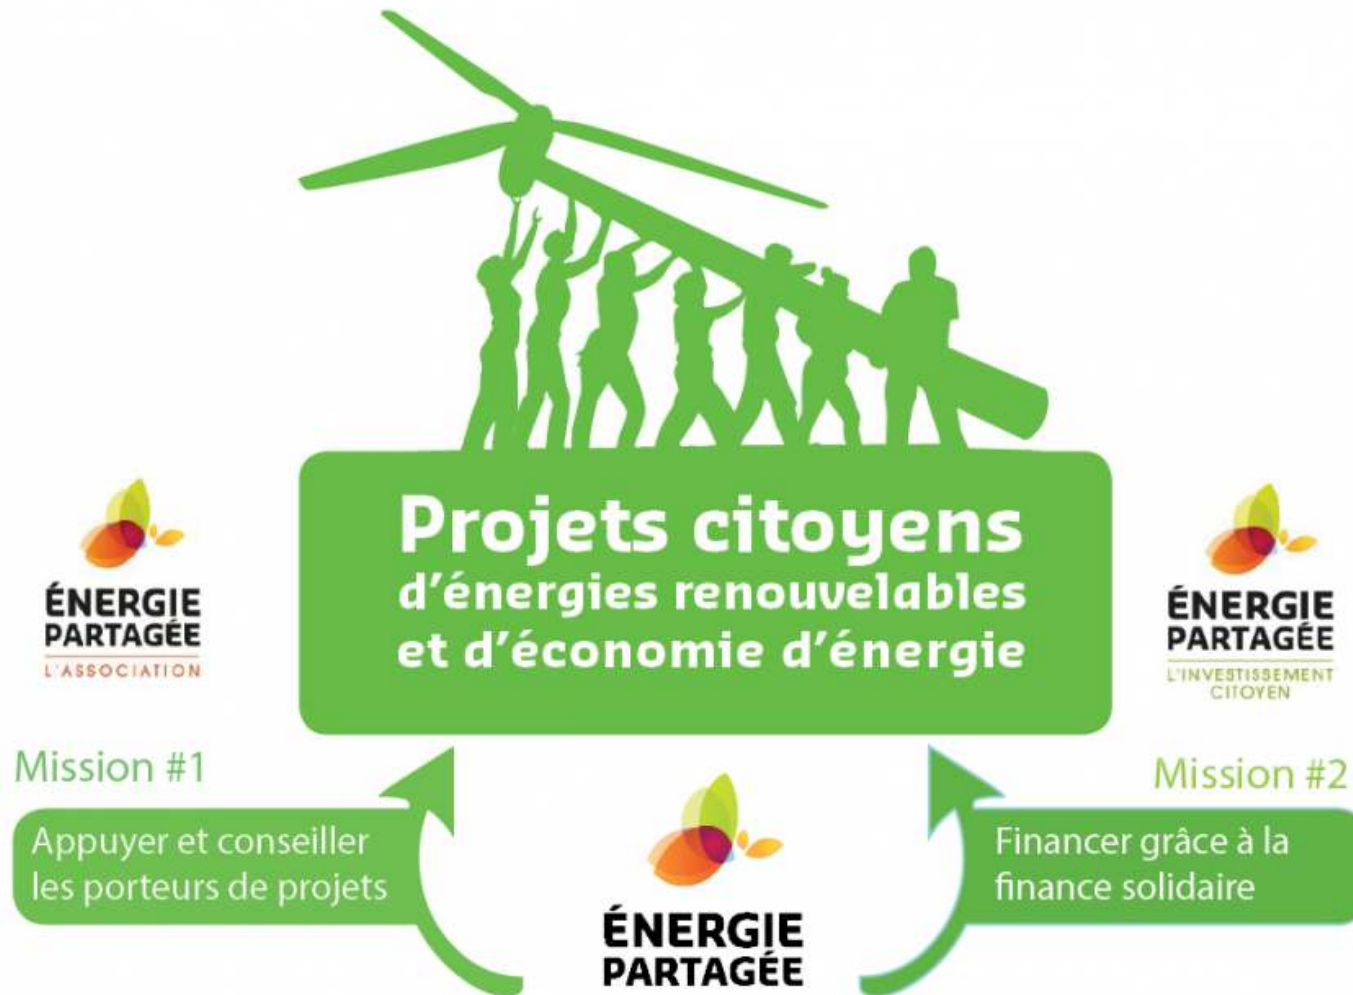 Projets citoyens
d'énergies renouvelables
et d'économie d'énergie
ÉNERGIE
PARTAGÉE
L'ASSOCIATION
ÉNERGIE
PARTAGÉE
L'INVESTISSEMENT
CITOYEN
Mission #1
Appuyer et conseiller
les porteurs de projets
Mission #2
Financer grâce à la
finance solidaire
ÉNERGIE
PARTAGÉE